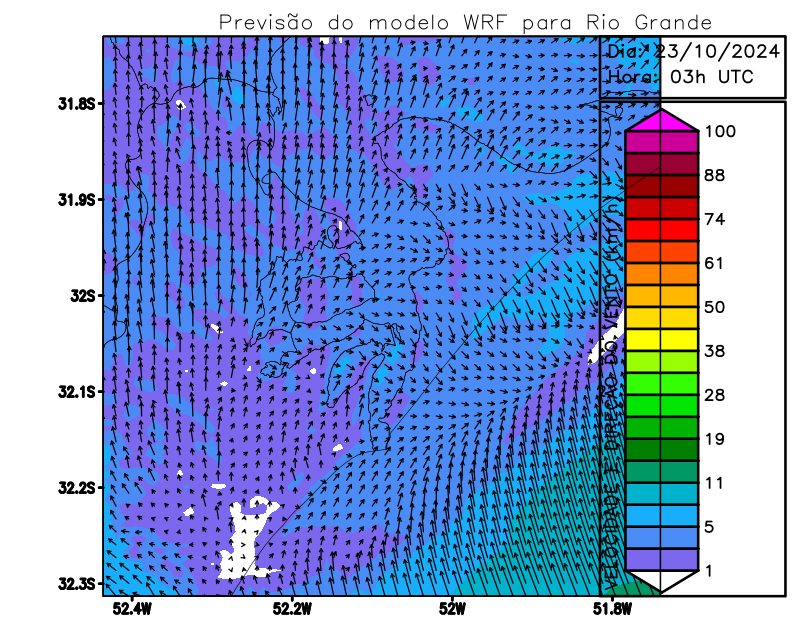 Previsão do modelo WRF para Rio Grande
Dia: 23/10/2024
Hora: 03h UTC
31.8S
31.9S
32S
32.1S
32.2S
32.3S
52.4W
52.2W
52W
51.8W
VELOCIDADE E DIREÇÃO DO VENTO (km/h)
100
88
74
61
50
38
28
19
11
5
1